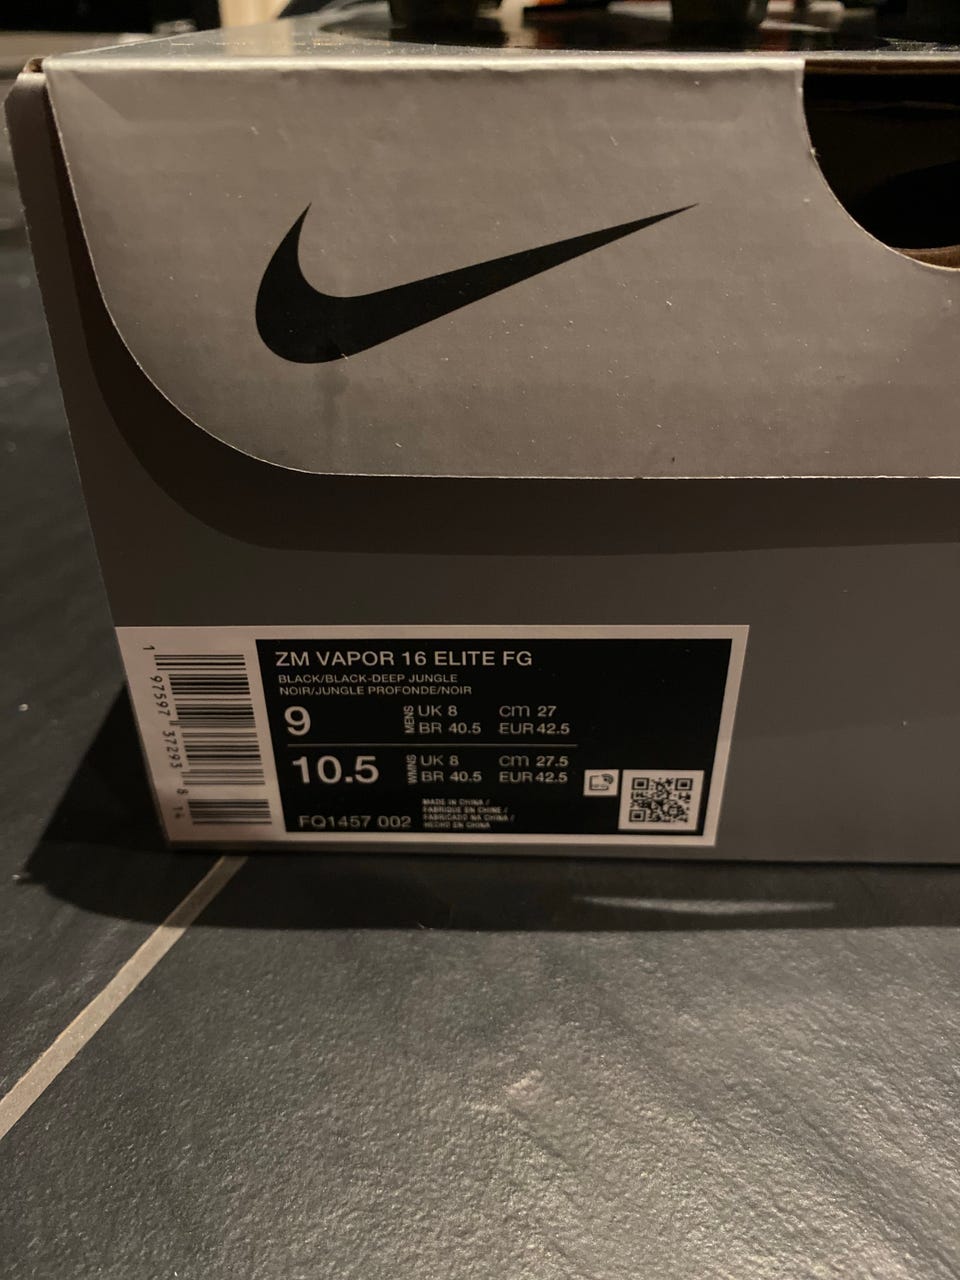 ZM VAPOR 16 ELITE FG
BLACK/BLACK-DEEP JUNGLE
NOIR/JUNGLE PROFONDE/NOIR
9 MENS UK 8 cm 27
BR 40.5 EUR 42.5
10.5 WMNS UK 8 cm 27.5
BR 40.5 EUR 42.5
FQ1457 002
MADE IN CHINA /
FABRIQUE EN CHINE /
FABRICADO NA CHINA /
HECHO EN CHINA
1 97597 37293 8 14